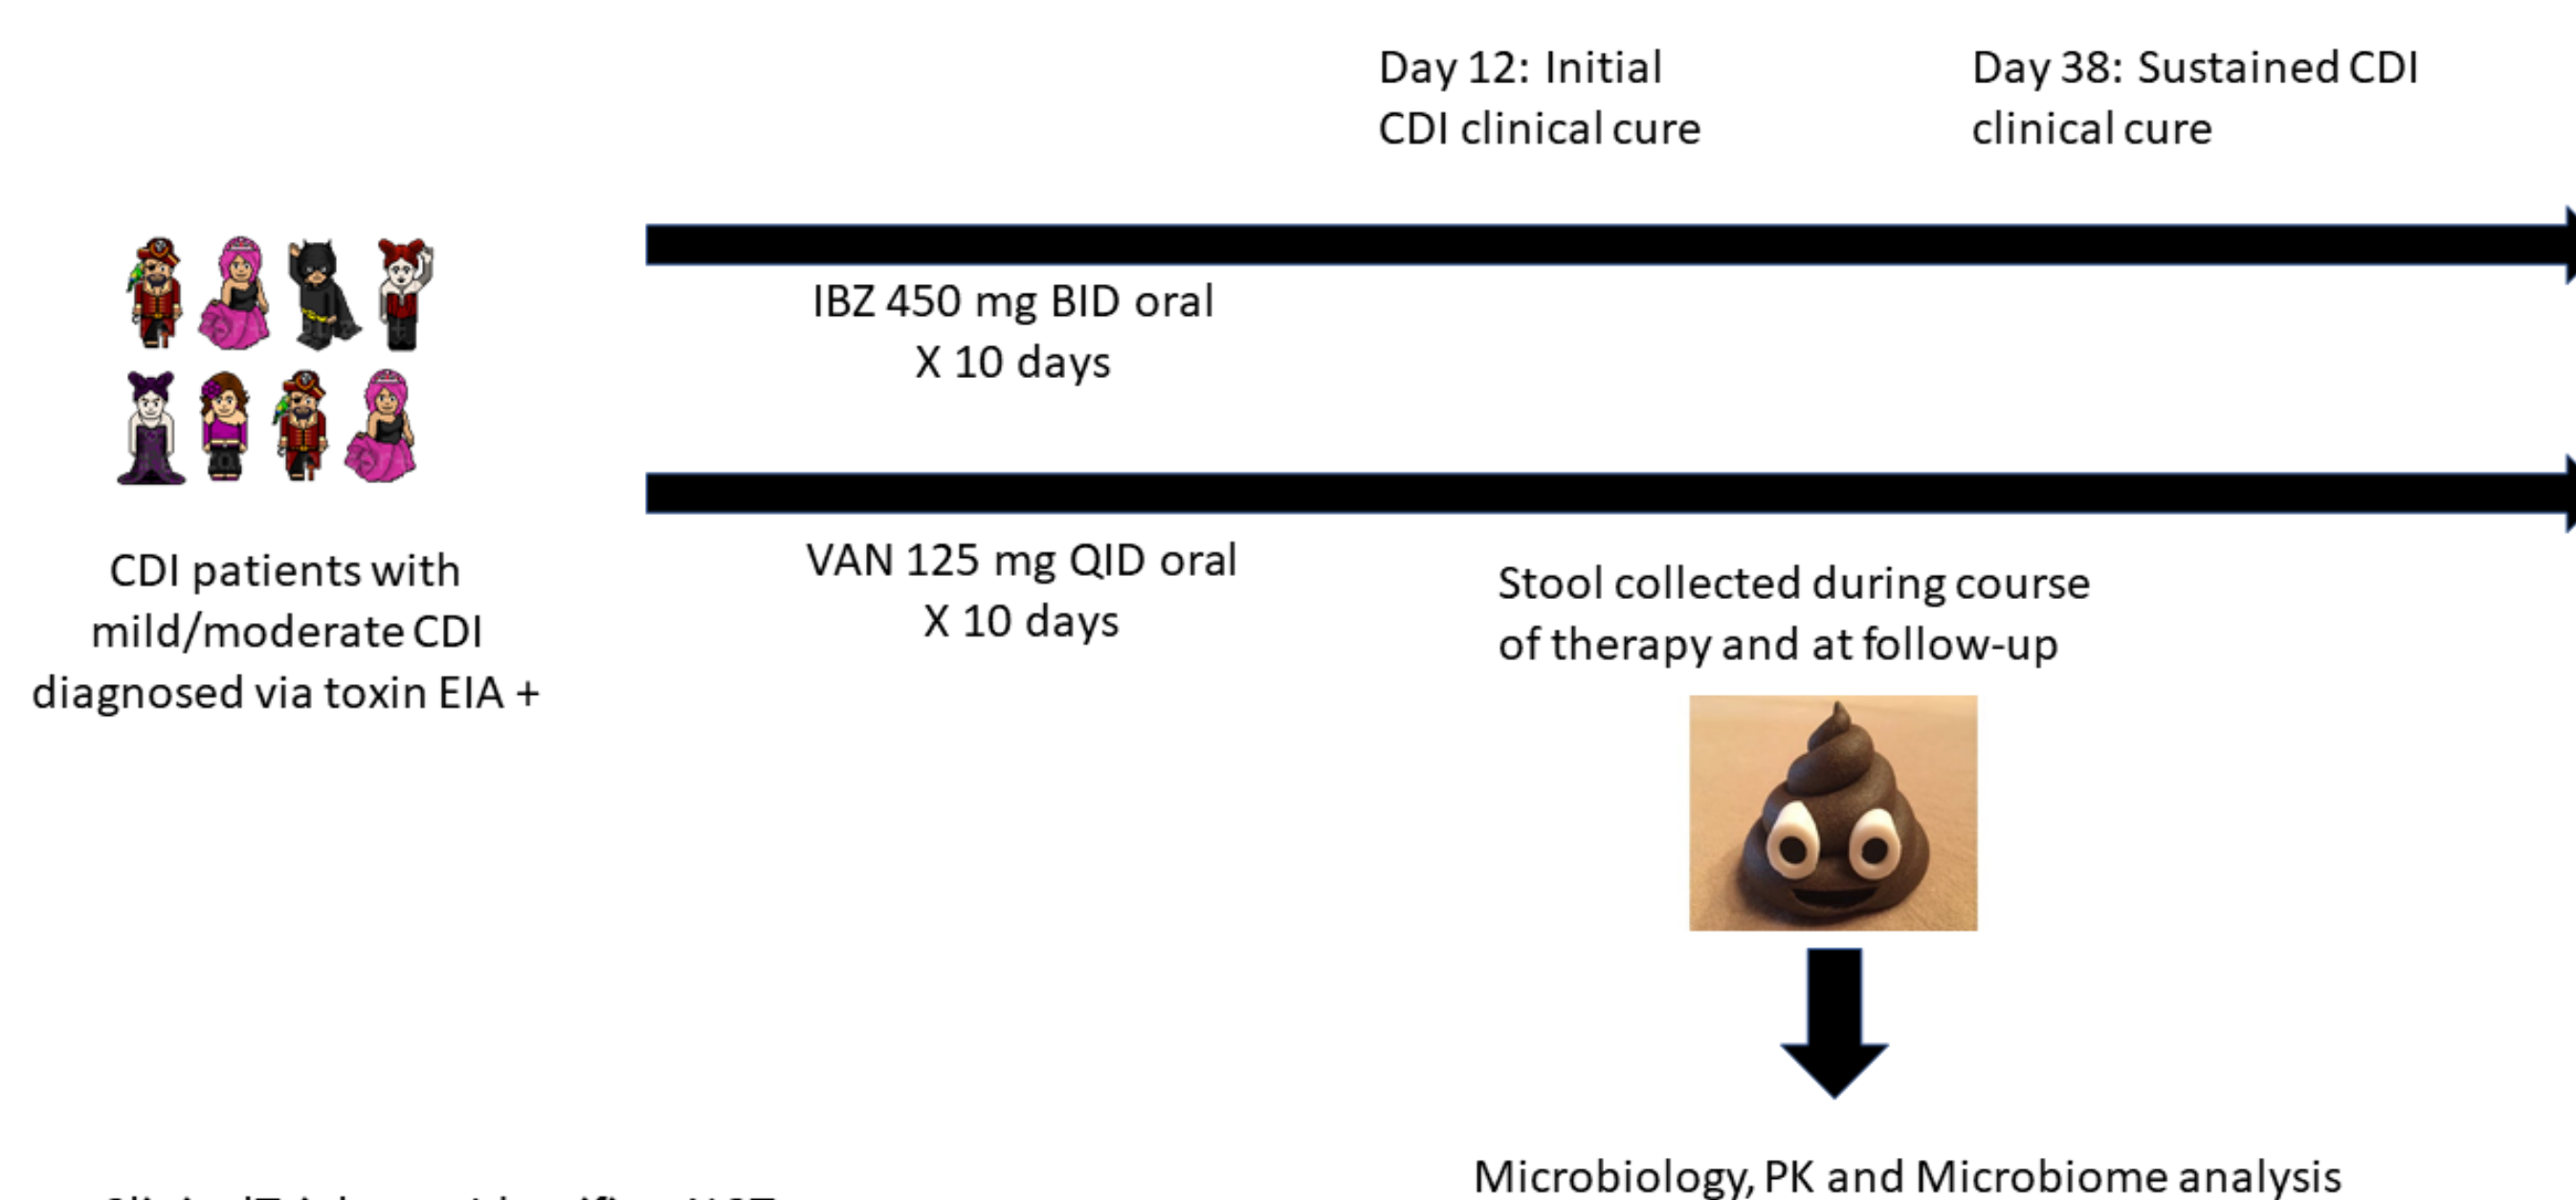 Day 12: Initial
CDI clinical cure
Day 38: Sustained CDI
clinical cure
IBZ 450 mg BID oral
X 10 days
VAN 125 mg QID oral
X 10 days
CDI patients with
mild/moderate CDI
diagnosed via toxin EIA +
Stool collected during course
of therapy and at follow-up
Microbiology, PK and Microbiome analysis